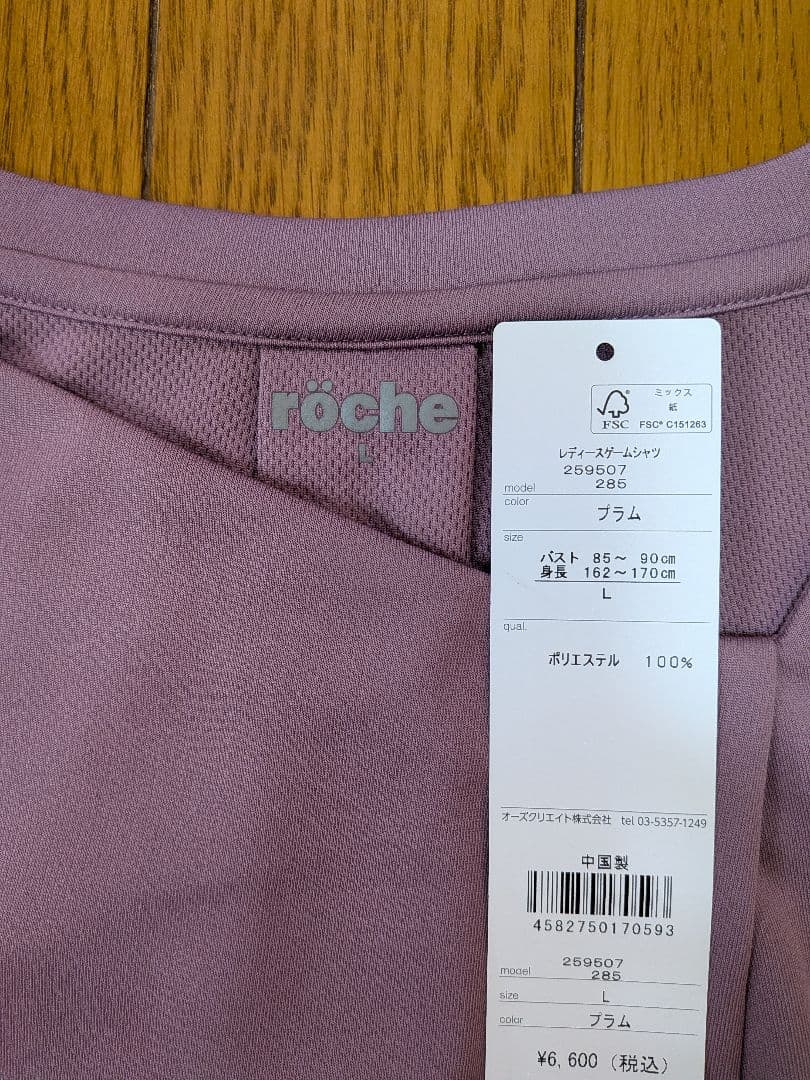 röche
L
ミックス
紙
FSC® C151263
FSC
レディースゲームシャツ
259507
model 285
color
プラム
size
バスト 85～ 90cm
身長 162～170cm
L
qual.
ポリエステル 100%
オーズクリエイト株式会社 tel 03-5357-1249
中国製
4582750170593
259507
model 285
size L
color プラム
¥6,600（税込）